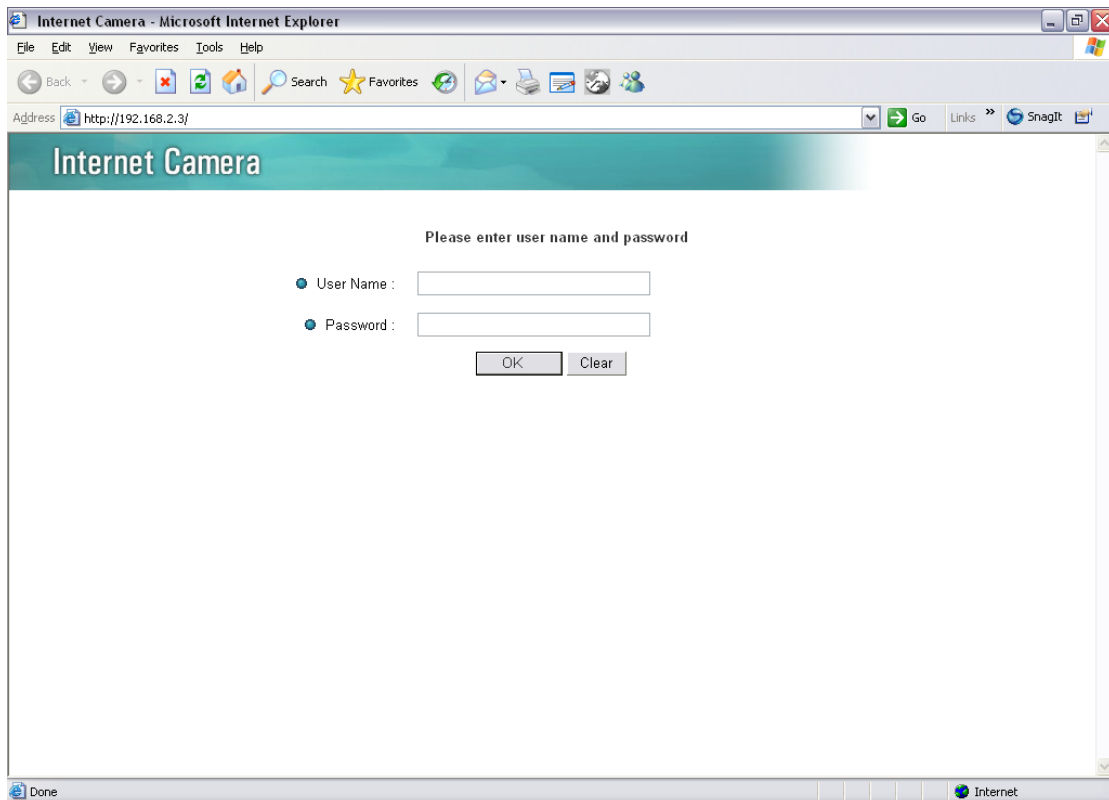 Internet Camera - Microsoft Internet Explorer
File Edit View Favorites Tools Help
Back Search Favorites
Address http://192.168.2.3/ Go Links » SnagIt
Internet Camera
Please enter user name and password
User Name :
Password :
OK Clear
Done Internet